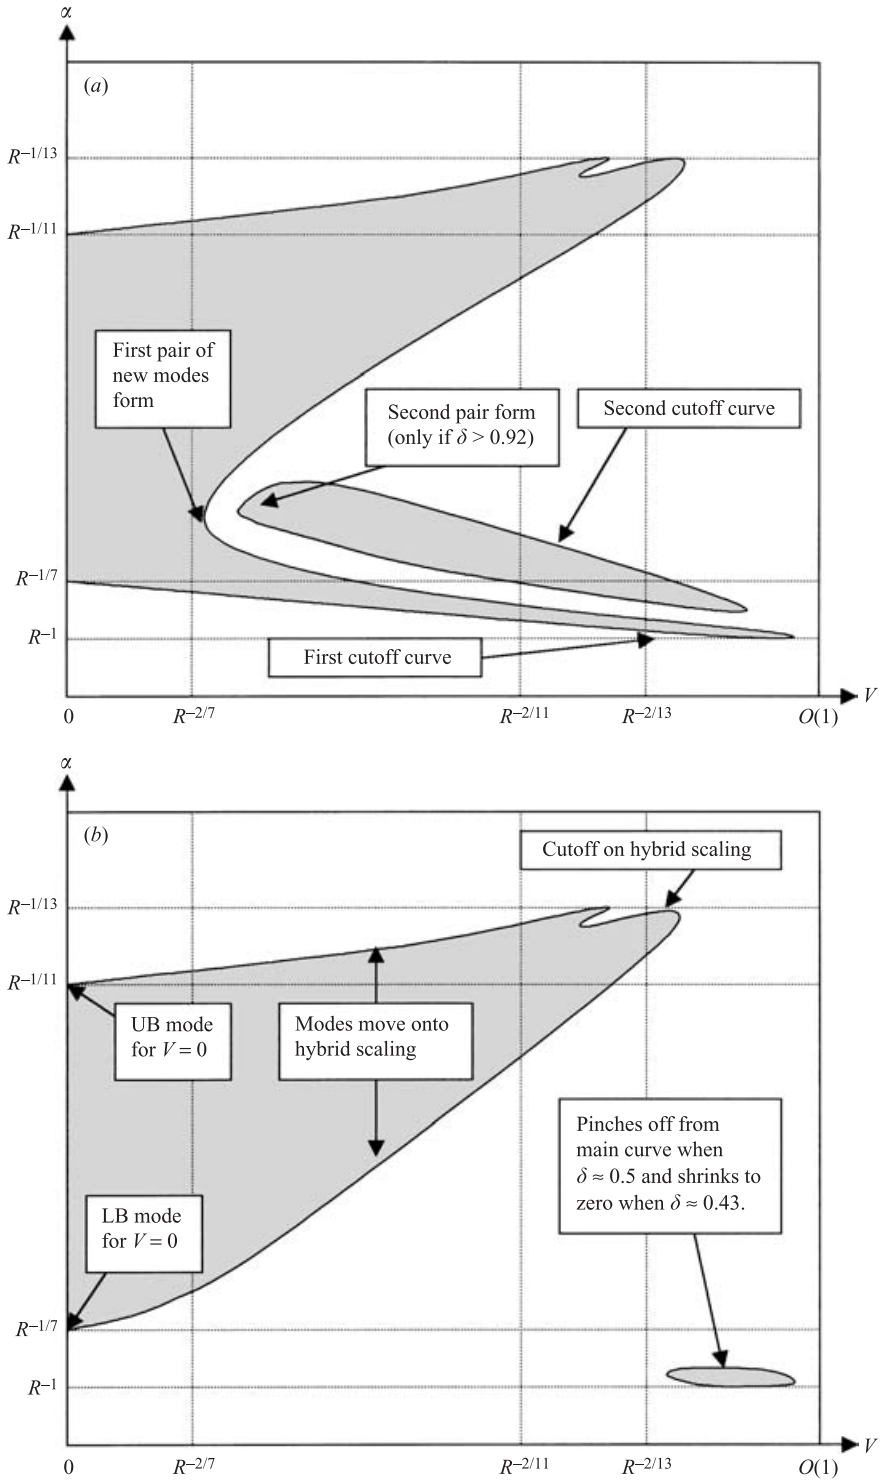 α
(a)
R^{-1/13}
R^{-1/11}
First pair of
new modes
form
Second pair form
(only if δ > 0.92)
Second cutoff curve
R^{-1/7}
R^{-1}
First cutoff curve
0
R^{-2/7}
R^{-2/11}
R^{-2/13}
O(1)
V
α
(b)
Cutoff on hybrid scaling
R^{-1/13}
R^{-1/11}
UB mode
for V = 0
Modes move onto
hybrid scaling
Pinches off from
main curve when
δ ≈ 0.5 and shrinks to
zero when δ ≈ 0.43.
LB mode
for V = 0
R^{-1/7}
R^{-1}
0
R^{-2/7}
R^{-2/11}
R^{-2/13}
O(1)
V